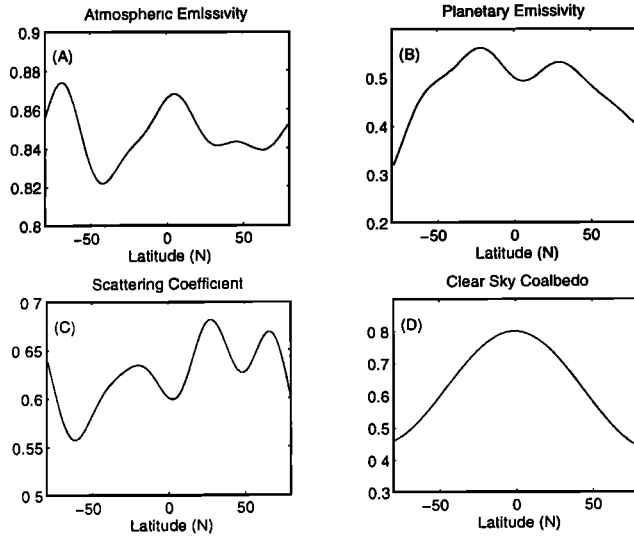 Atmospheric Emissivity
0.9
(A)
0.88
0.86
0.84
0.82
0.8
−50
0
50
Latitude (N)
Planetary Emissivity
(B)
0.5
0.4
0.3
0.2
−50
0
50
Latitude (N)
Scattering Coefficient
0 7
(C)
0 65
0.6
0.55
0 5
−50
0
50
Latitude (N)
Clear Sky Coalbedo
(D)
0 8
0.7
0.6
0.5
0 4
0.3
−50
0
50
Latitude (N)